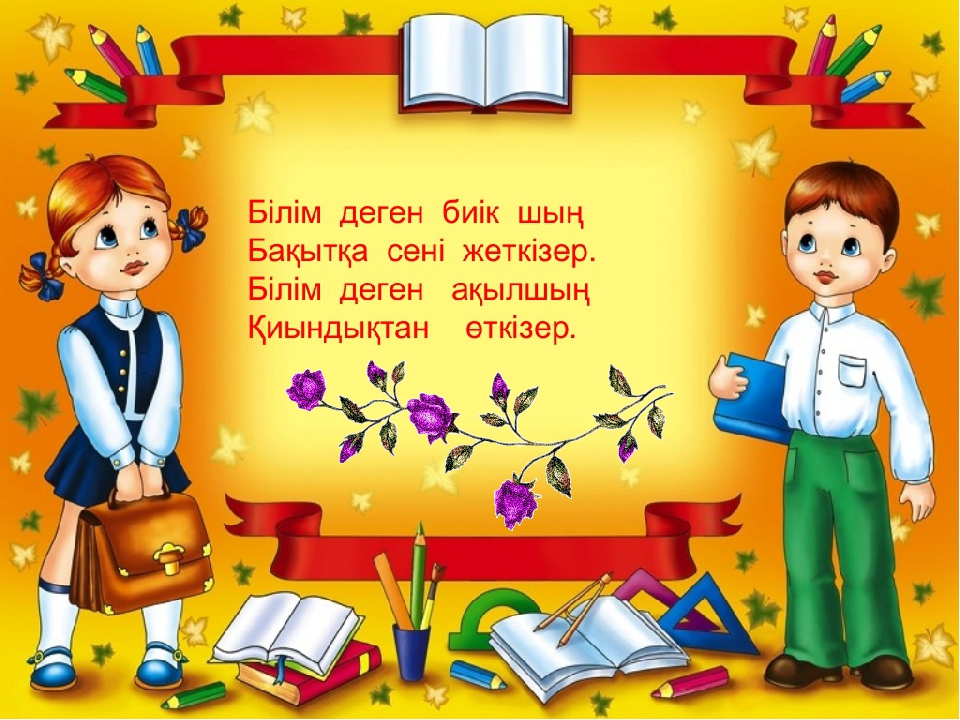 Білім деген биік шың
Бақытқа сені жеткізер.
Білім деген ақылшың
Қиындықтан өткізер.